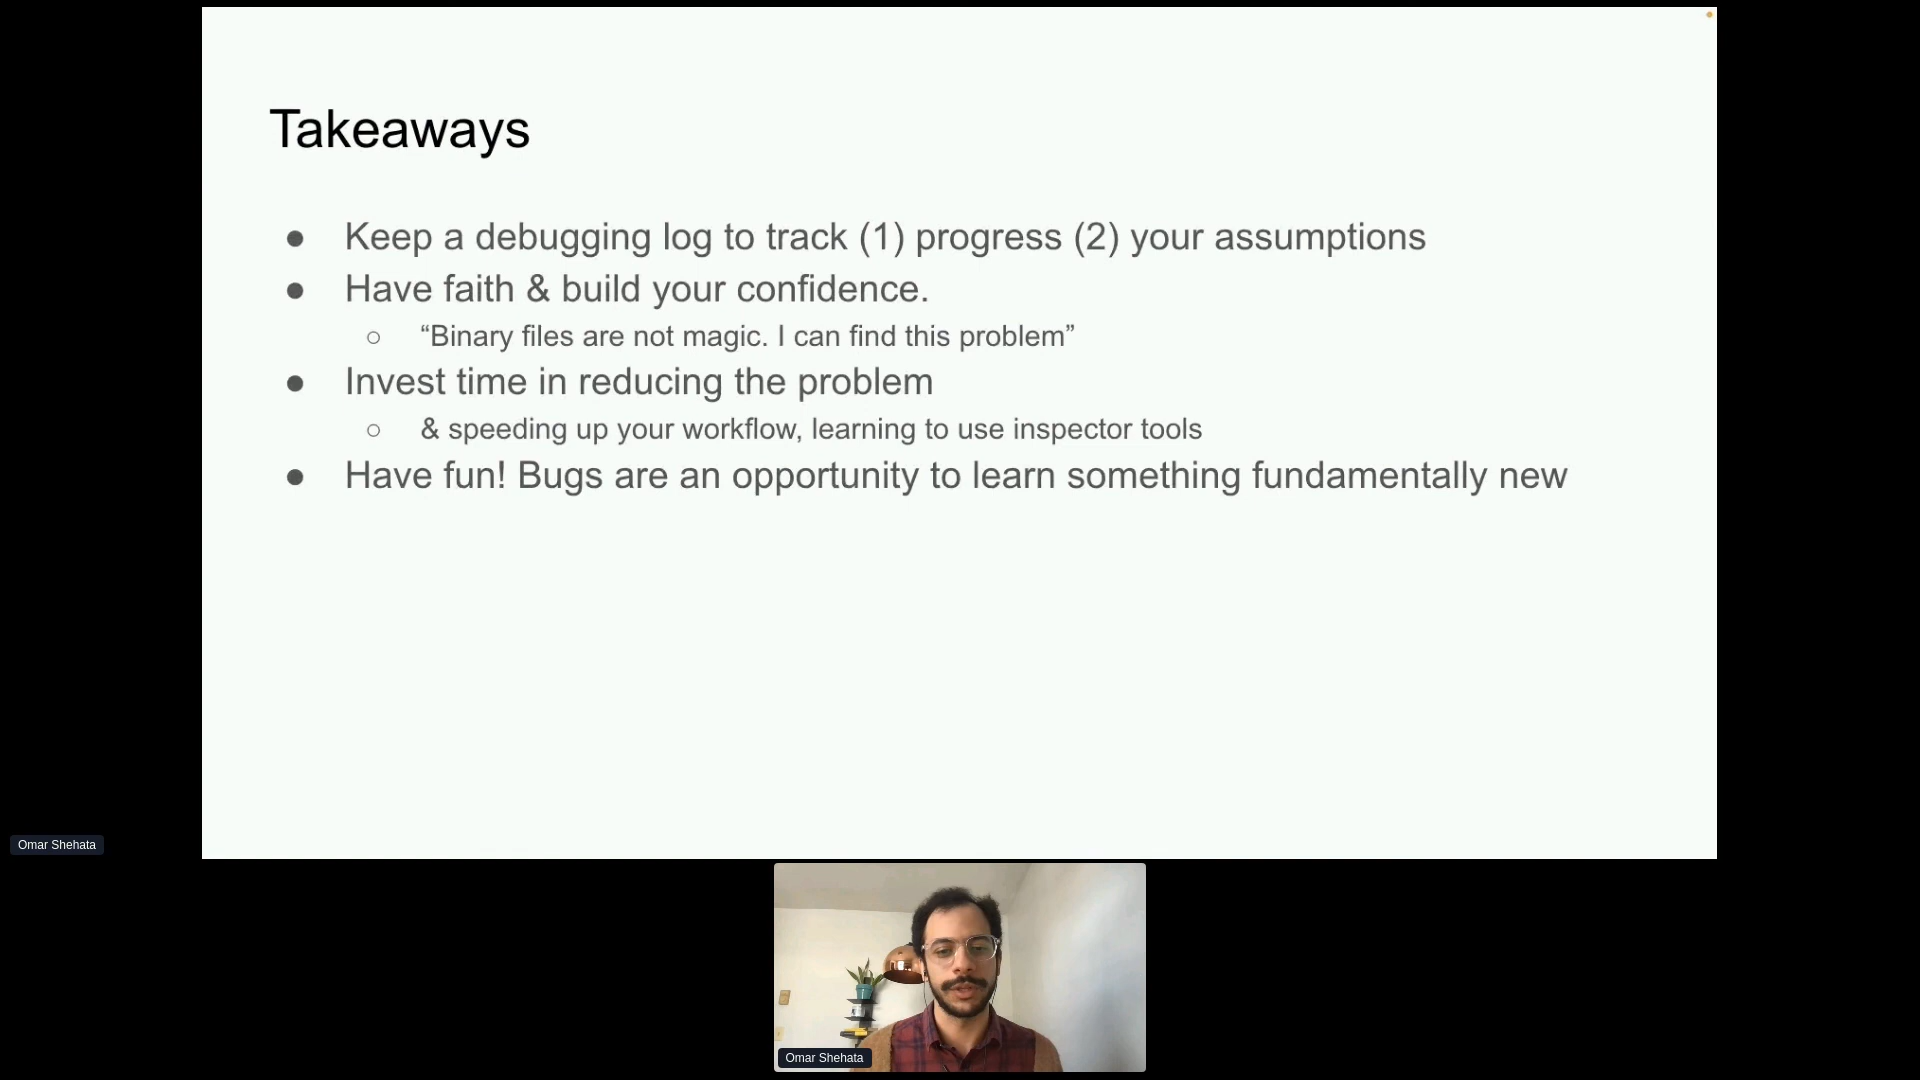 Takeaways
● Keep a debugging log to track (1) progress (2) your assumptions
● Have faith & build your confidence.
○ “Binary files are not magic. I can find this problem”
● Invest time in reducing the problem
○ & speeding up your workflow, learning to use inspector tools
● Have fun! Bugs are an opportunity to learn something fundamentally new
Omar Shehata
Omar Shehata